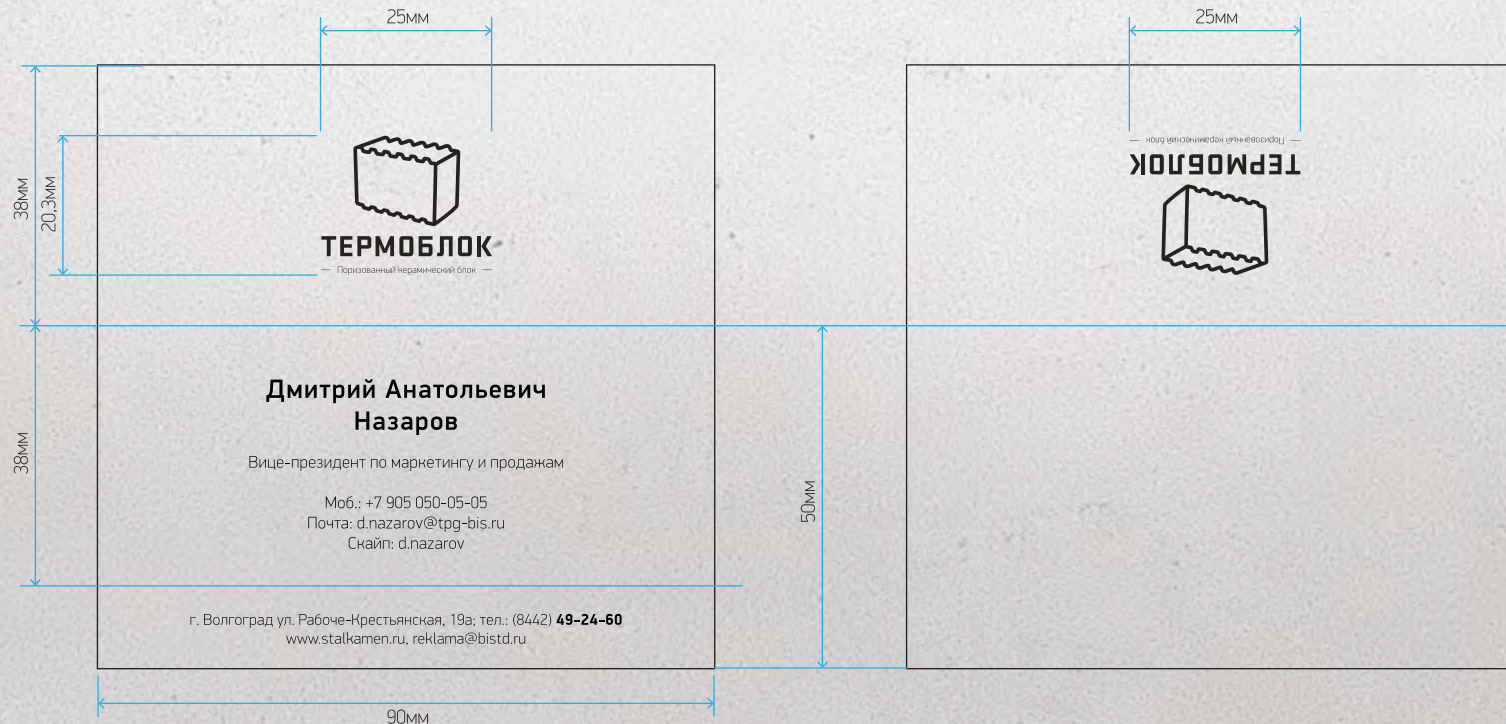 25мм
25мм
38мм
20,3мм
ТЕРМОБЛОК
— Поризованный керамический блок —
— Поризованный керамический блок —
ТЕРМОБЛОК
38мм
Дмитрий Анатольевич
Назаров
Вице-президент по маркетингу и продажам
Моб.: +7 905 050-05-05
Почта: d.nazarov@tpg-bis.ru
Скайп: d.nazarov
50мм
г. Волгоград ул. Рабоче-Крестьянская, 19а; тел.: (8442) 49-24-60
www.stalkamen.ru, reklama@bistd.ru
90мм